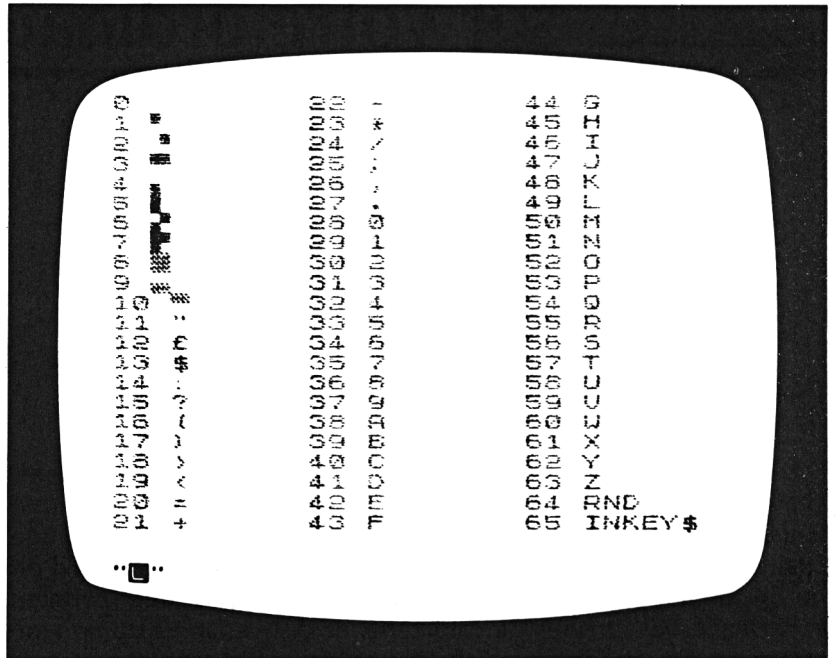 0 22 - 44 G
1 23 * 45 H
2 24 / 46 I
3 25 ; 47 J
4 26 , 48 K
5 27 . 49 L
6 28 0 50 M
7 29 1 51 N
8 30 2 52 O
9 31 3 53 P
10 32 4 54 Q
11 " 33 5 55 R
12 £ 34 6 56 S
13 $ 35 7 57 T
14 : 36 8 58 U
15 ? 37 9 59 V
16 ( 38 A 60 W
17 ) 39 B 61 X
18 > 40 C 62 Y
19 < 41 D 63 Z
20 = 42 E 64 RND
21 + 43 F 65 INKEY$
"L"